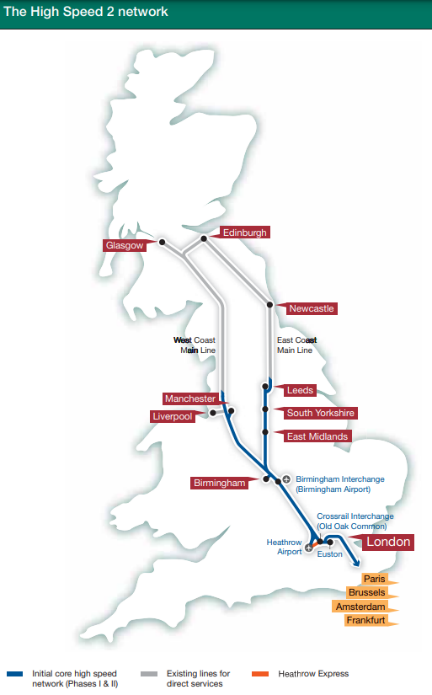 The High Speed 2 network
Edinburgh
Glasgow
Newcastle
West Coast
Main Line
East Coast
Main Line
Leeds
Manchester
Liverpool
South Yorkshire
East Midlands
Birmingham
Birmingham Interchange
(Birmingham Airport)
Crossrail Interchange
(Old Oak Common)
Heathrow
Airport
Euston
London
Paris
Brussels
Amsterdam
Frankfurt
Initial core high speed
network (Phases I & II)
Existing lines for
direct services
Heathrow Express